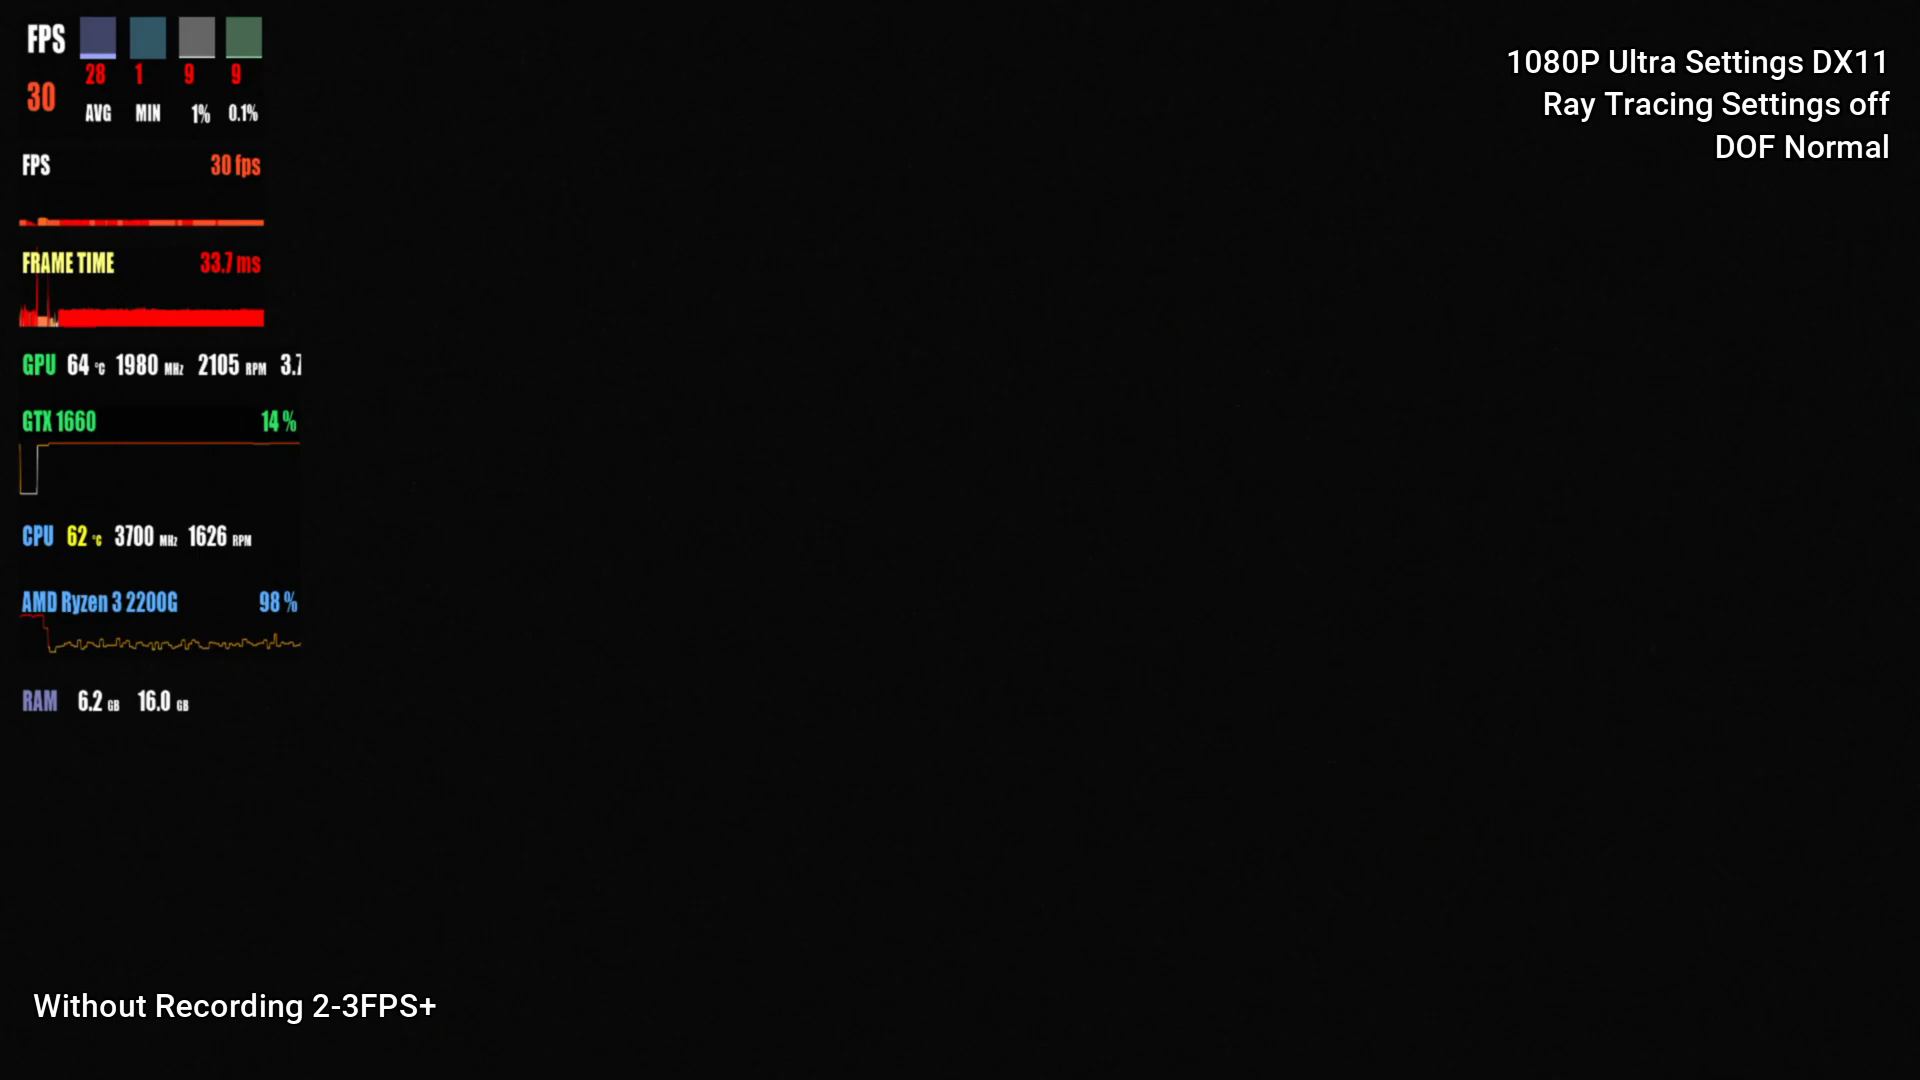 FPS
28 1 9 9
30
AVG MIN 1% 0.1%
FPS 30 fps
FRAME TIME 33.7 ms
GPU 64 °C 1980 MHz 2105 RPM 3.7
GTX 1660 14 %
CPU 62 °C 3700 MHz 1626 RPM
AMD Ryzen 3 2200G 98 %
RAM 6.2 GB 16.0 GB
1080P Ultra Settings DX11
Ray Tracing Settings off
DOF Normal
Without Recording 2-3FPS+